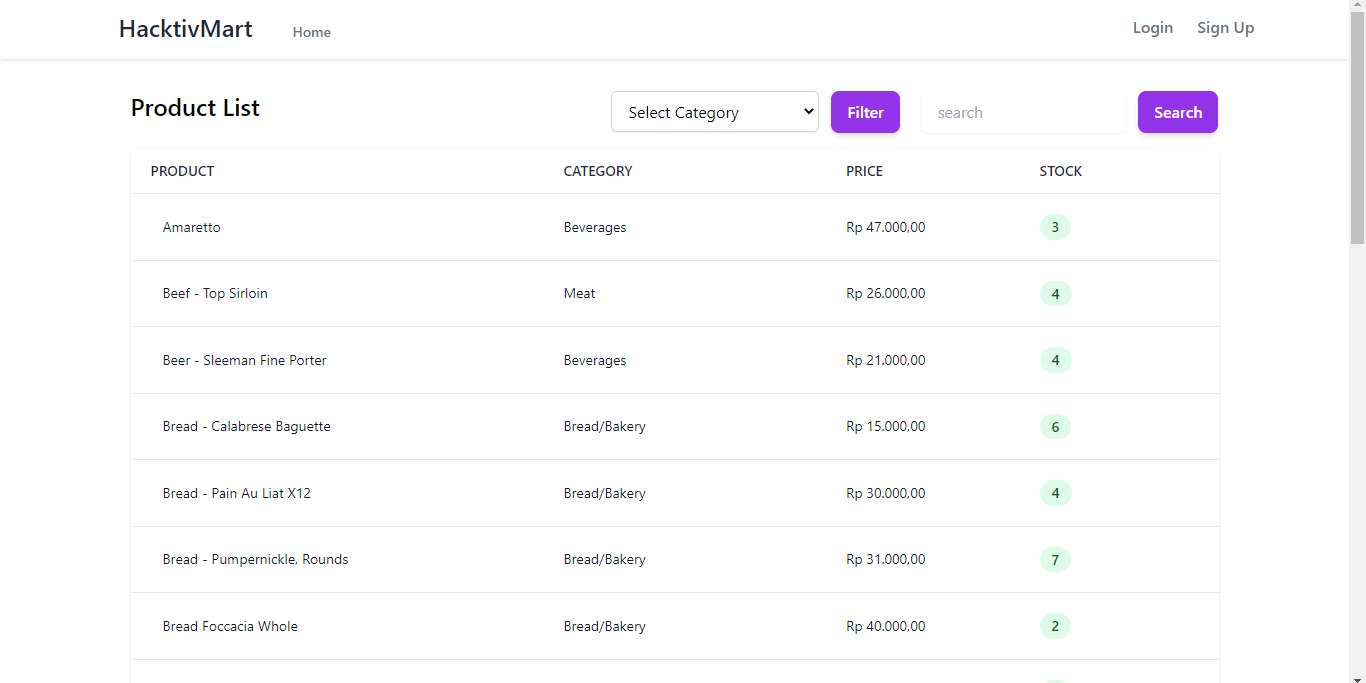 HacktivMart Home Login Sign Up
Product List Select Category Filter search Search
PRODUCT CATEGORY PRICE STOCK
Amaretto Beverages Rp 47.000,00 3
Beef - Top Sirloin Meat Rp 26.000,00 4
Beer - Sleeman Fine Porter Beverages Rp 21.000,00 4
Bread - Calabrese Baguette Bread/Bakery Rp 15.000,00 6
Bread - Pain Au Liat X12 Bread/Bakery Rp 30.000,00 4
Bread - Pumpernickle, Rounds Bread/Bakery Rp 31.000,00 7
Bread Foccacia Whole Bread/Bakery Rp 40.000,00 2